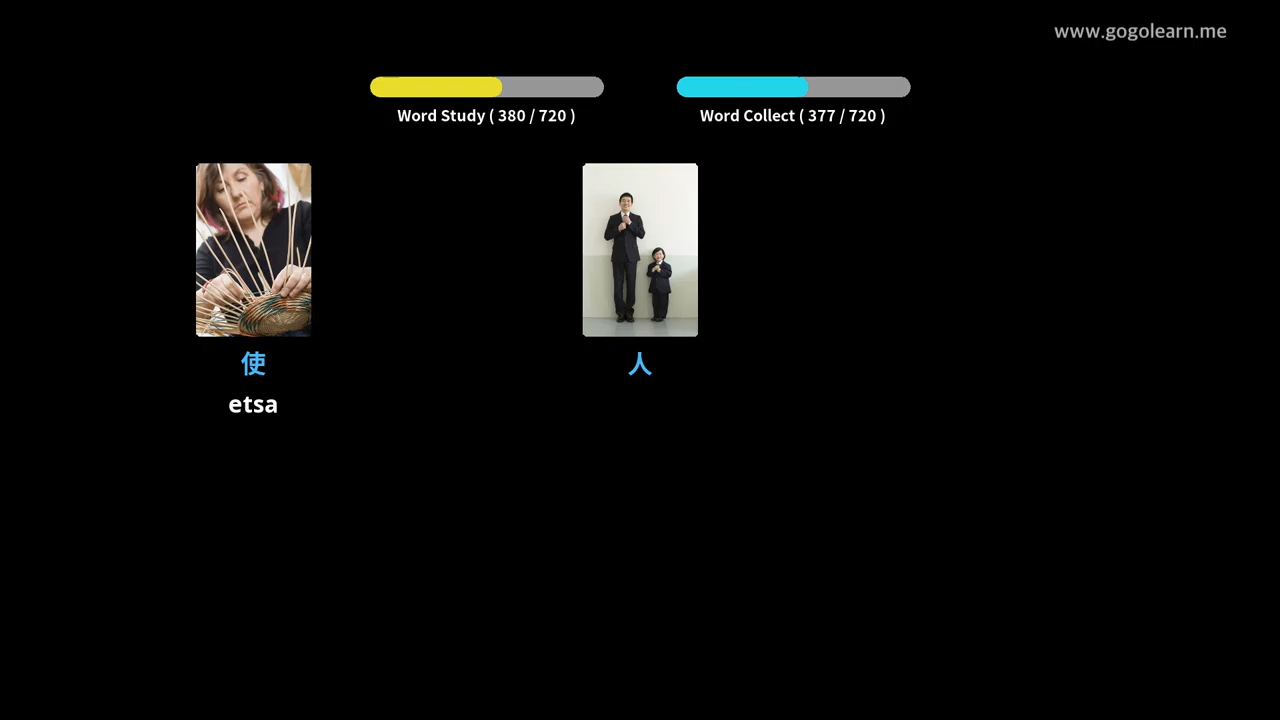 www.gogolearn.me
Word Study ( 380 / 720 )
Word Collect ( 377 / 720 )
使
人
etsa